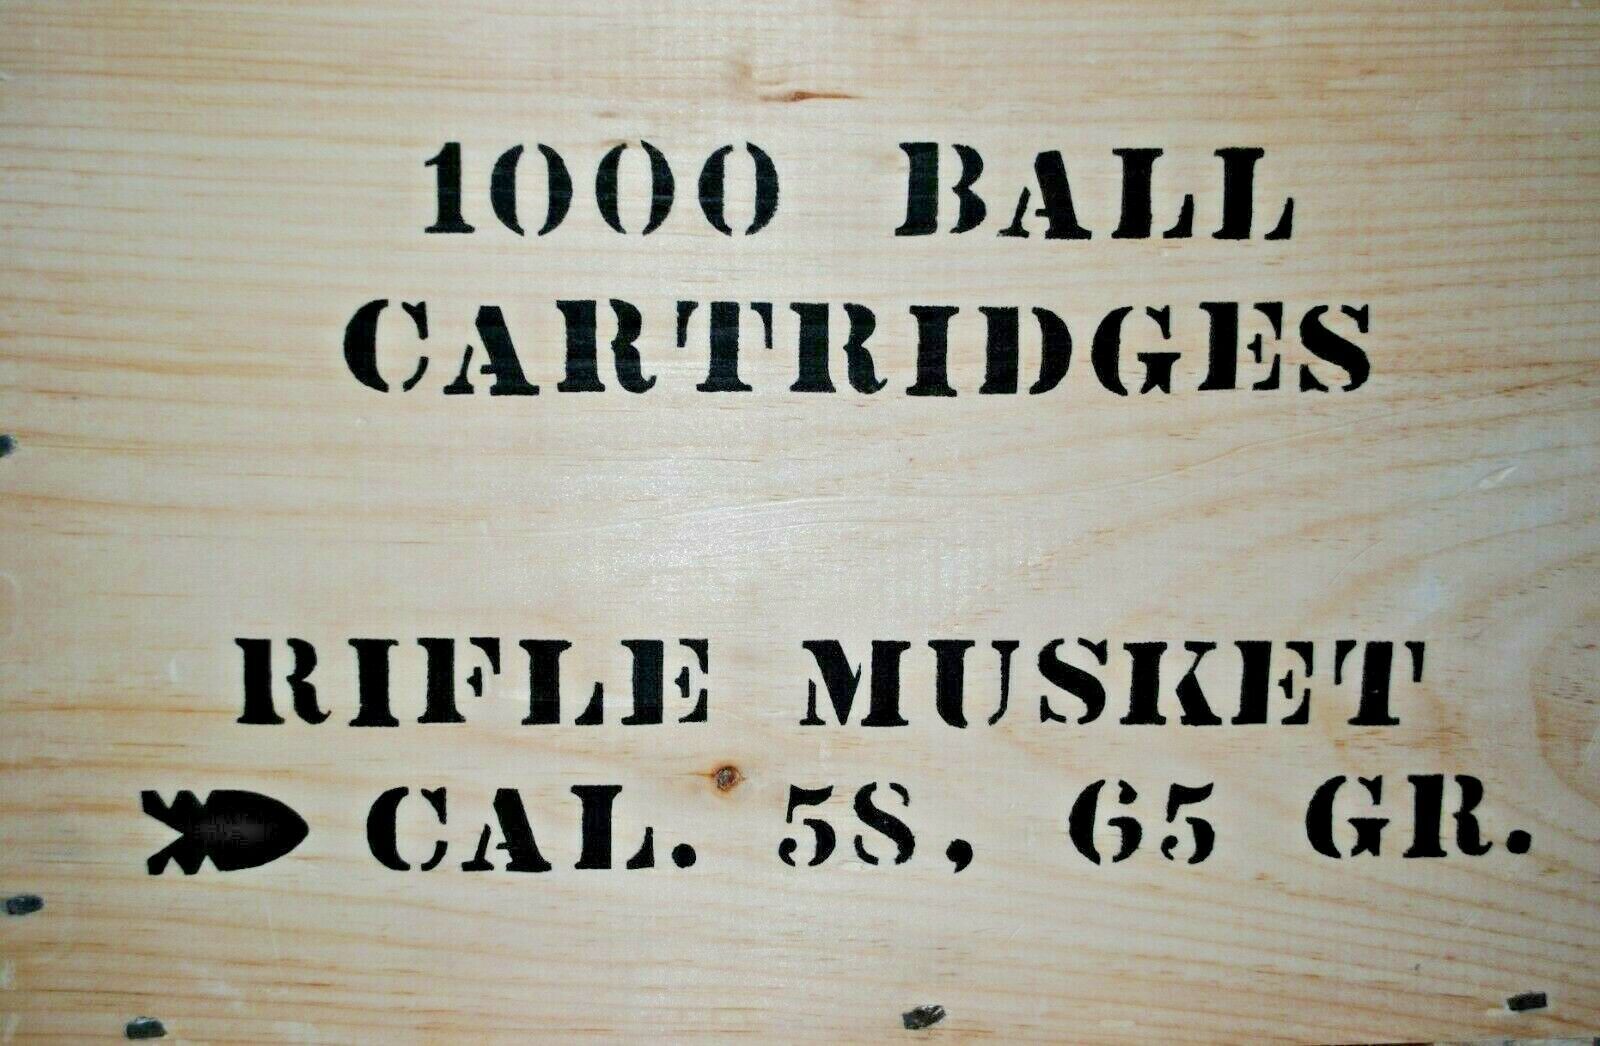 1000 BALL
CARTRIDGES
RIFLE MUSKET
CAL. 58, 65 GR.